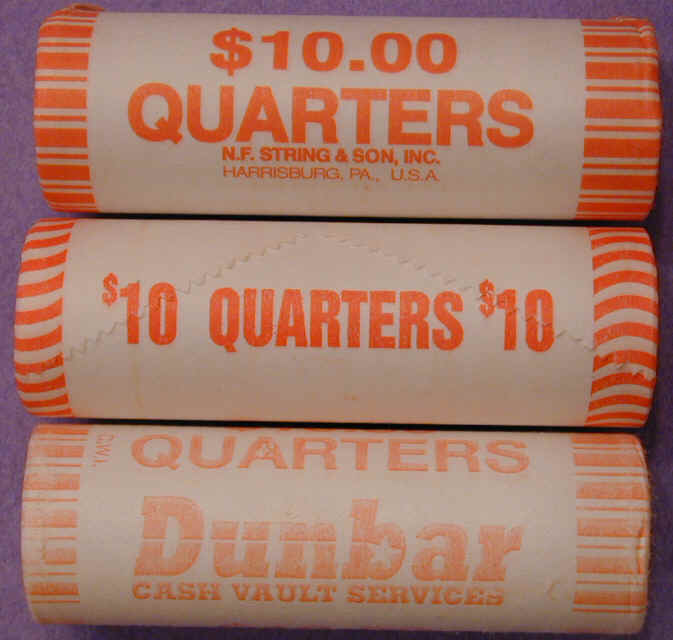 $10.00
QUARTERS
N.F. STRING & SON, INC.
HARRISBURG, PA., U.S.A.
$10 QUARTERS $10
QUARTERS
Dunbar
CASH VAULT SERVICES